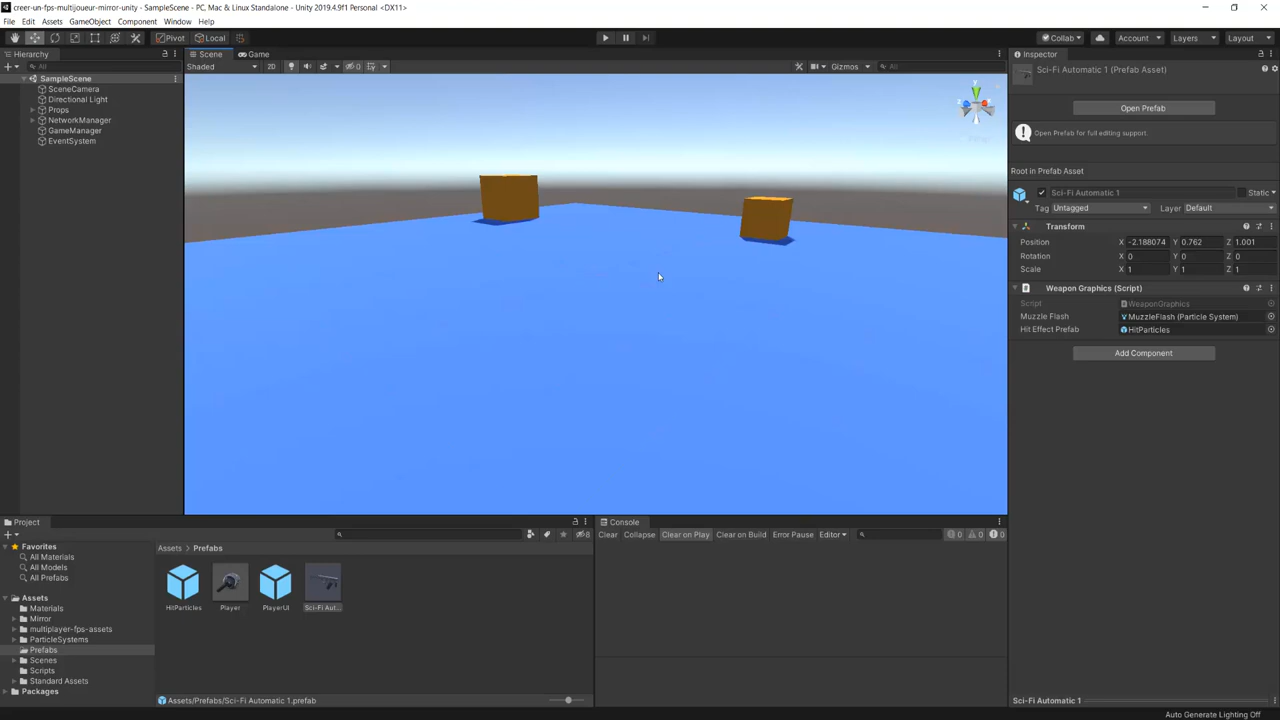 creer-un-fps-multijoueur-mirror-unity - SampleScene - PC, Mac & Linux Standalone - Unity 2019.4.9f1 Personal <DX11>
File Edit Assets GameObject Component Window Help
Pivot Local Collab Account Layers Layout
Hierarchy
All
SampleScene
SceneCamera
Directional Light
Props
NetworkManager
GameManager
EventSystem
Scene Game
Shaded 2D 0 Gizmos All
y
Inspector
Sci-Fi Automatic 1 (Prefab Asset)
Open Prefab
Open Prefab for full editing support.
Root in Prefab Asset
Sci-Fi Automatic 1 Static
Tag Untagged Layer Default
Transform
Position X -2.188074 Y 0.762 Z 1.001
Rotation X 0 Y 0 Z 0
Scale X 1 Y 1 Z 1
Weapon Graphics (Script)
Script WeaponGraphics
Muzzle Flash MuzzleFlash (Particle System)
Hit Effect Prefab HitParticles
Add Component
Project
8
Favorites
All Materials
All Models
All Prefabs
Assets
Materials
Mirror
multiplayer-fps-assets
ParticleSystems
Prefabs
Scenes
Scripts
Standard Assets
Packages
Assets > Prefabs
HitParticles Player PlayerUI Sci-Fi Aut...
Assets/Prefabs/Sci-Fi Automatic 1.prefab
Console
Clear Collapse Clear on Play Clear on Build Error Pause Editor 0 0 0
Sci-Fi Automatic 1
Auto Generate Lighting Off